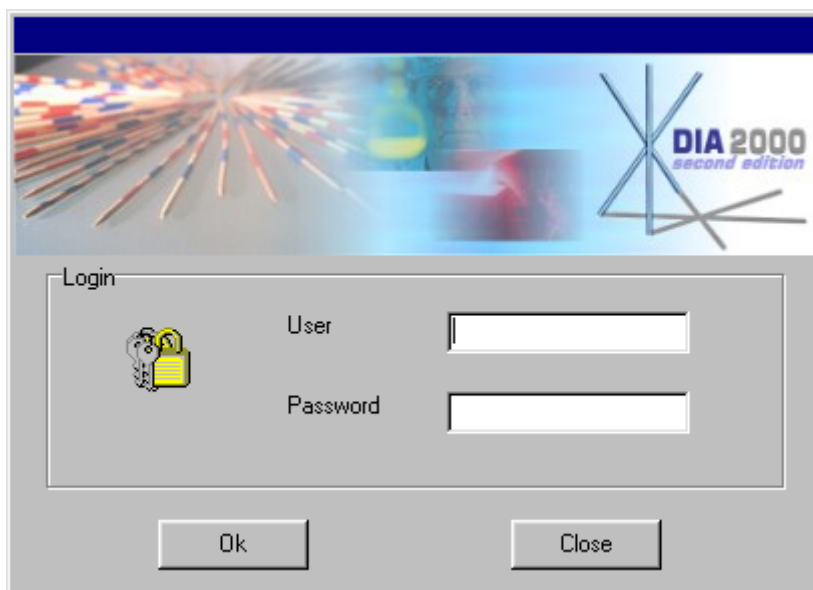 DIA 2000
second edition
Login
User
Password
Ok
Close